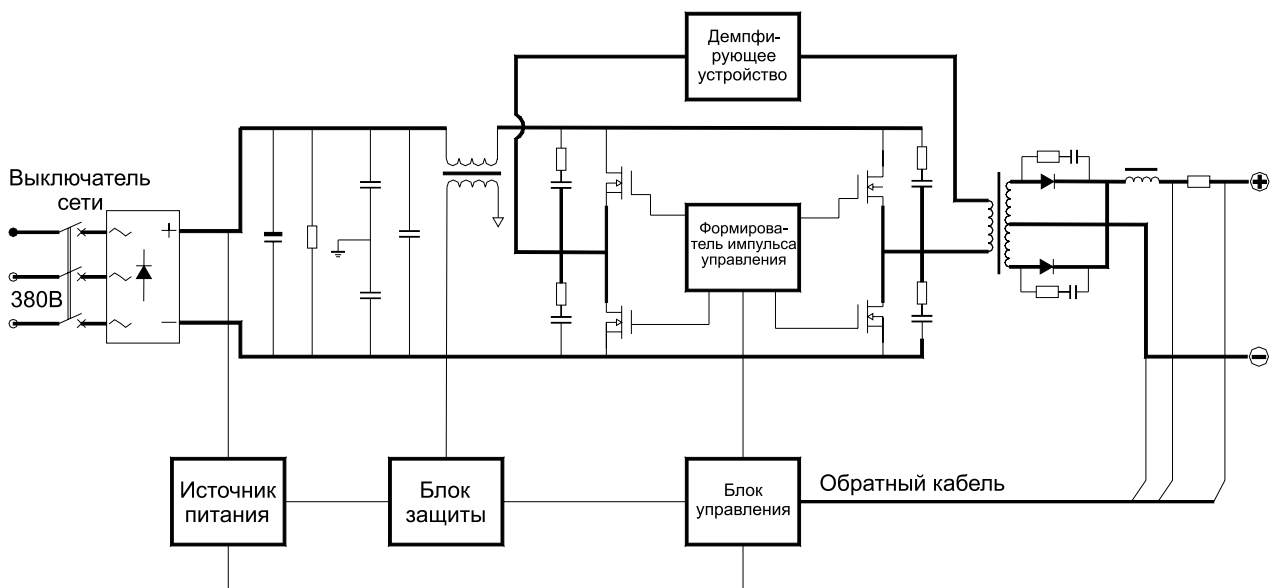 Демпфи-
рующее
устройство
Выключатель
сети
380В
+
−
Формирова-
тель импульса
управления
+
−
Источник
питания
Блок
защиты
Блок
управления
Обратный кабель